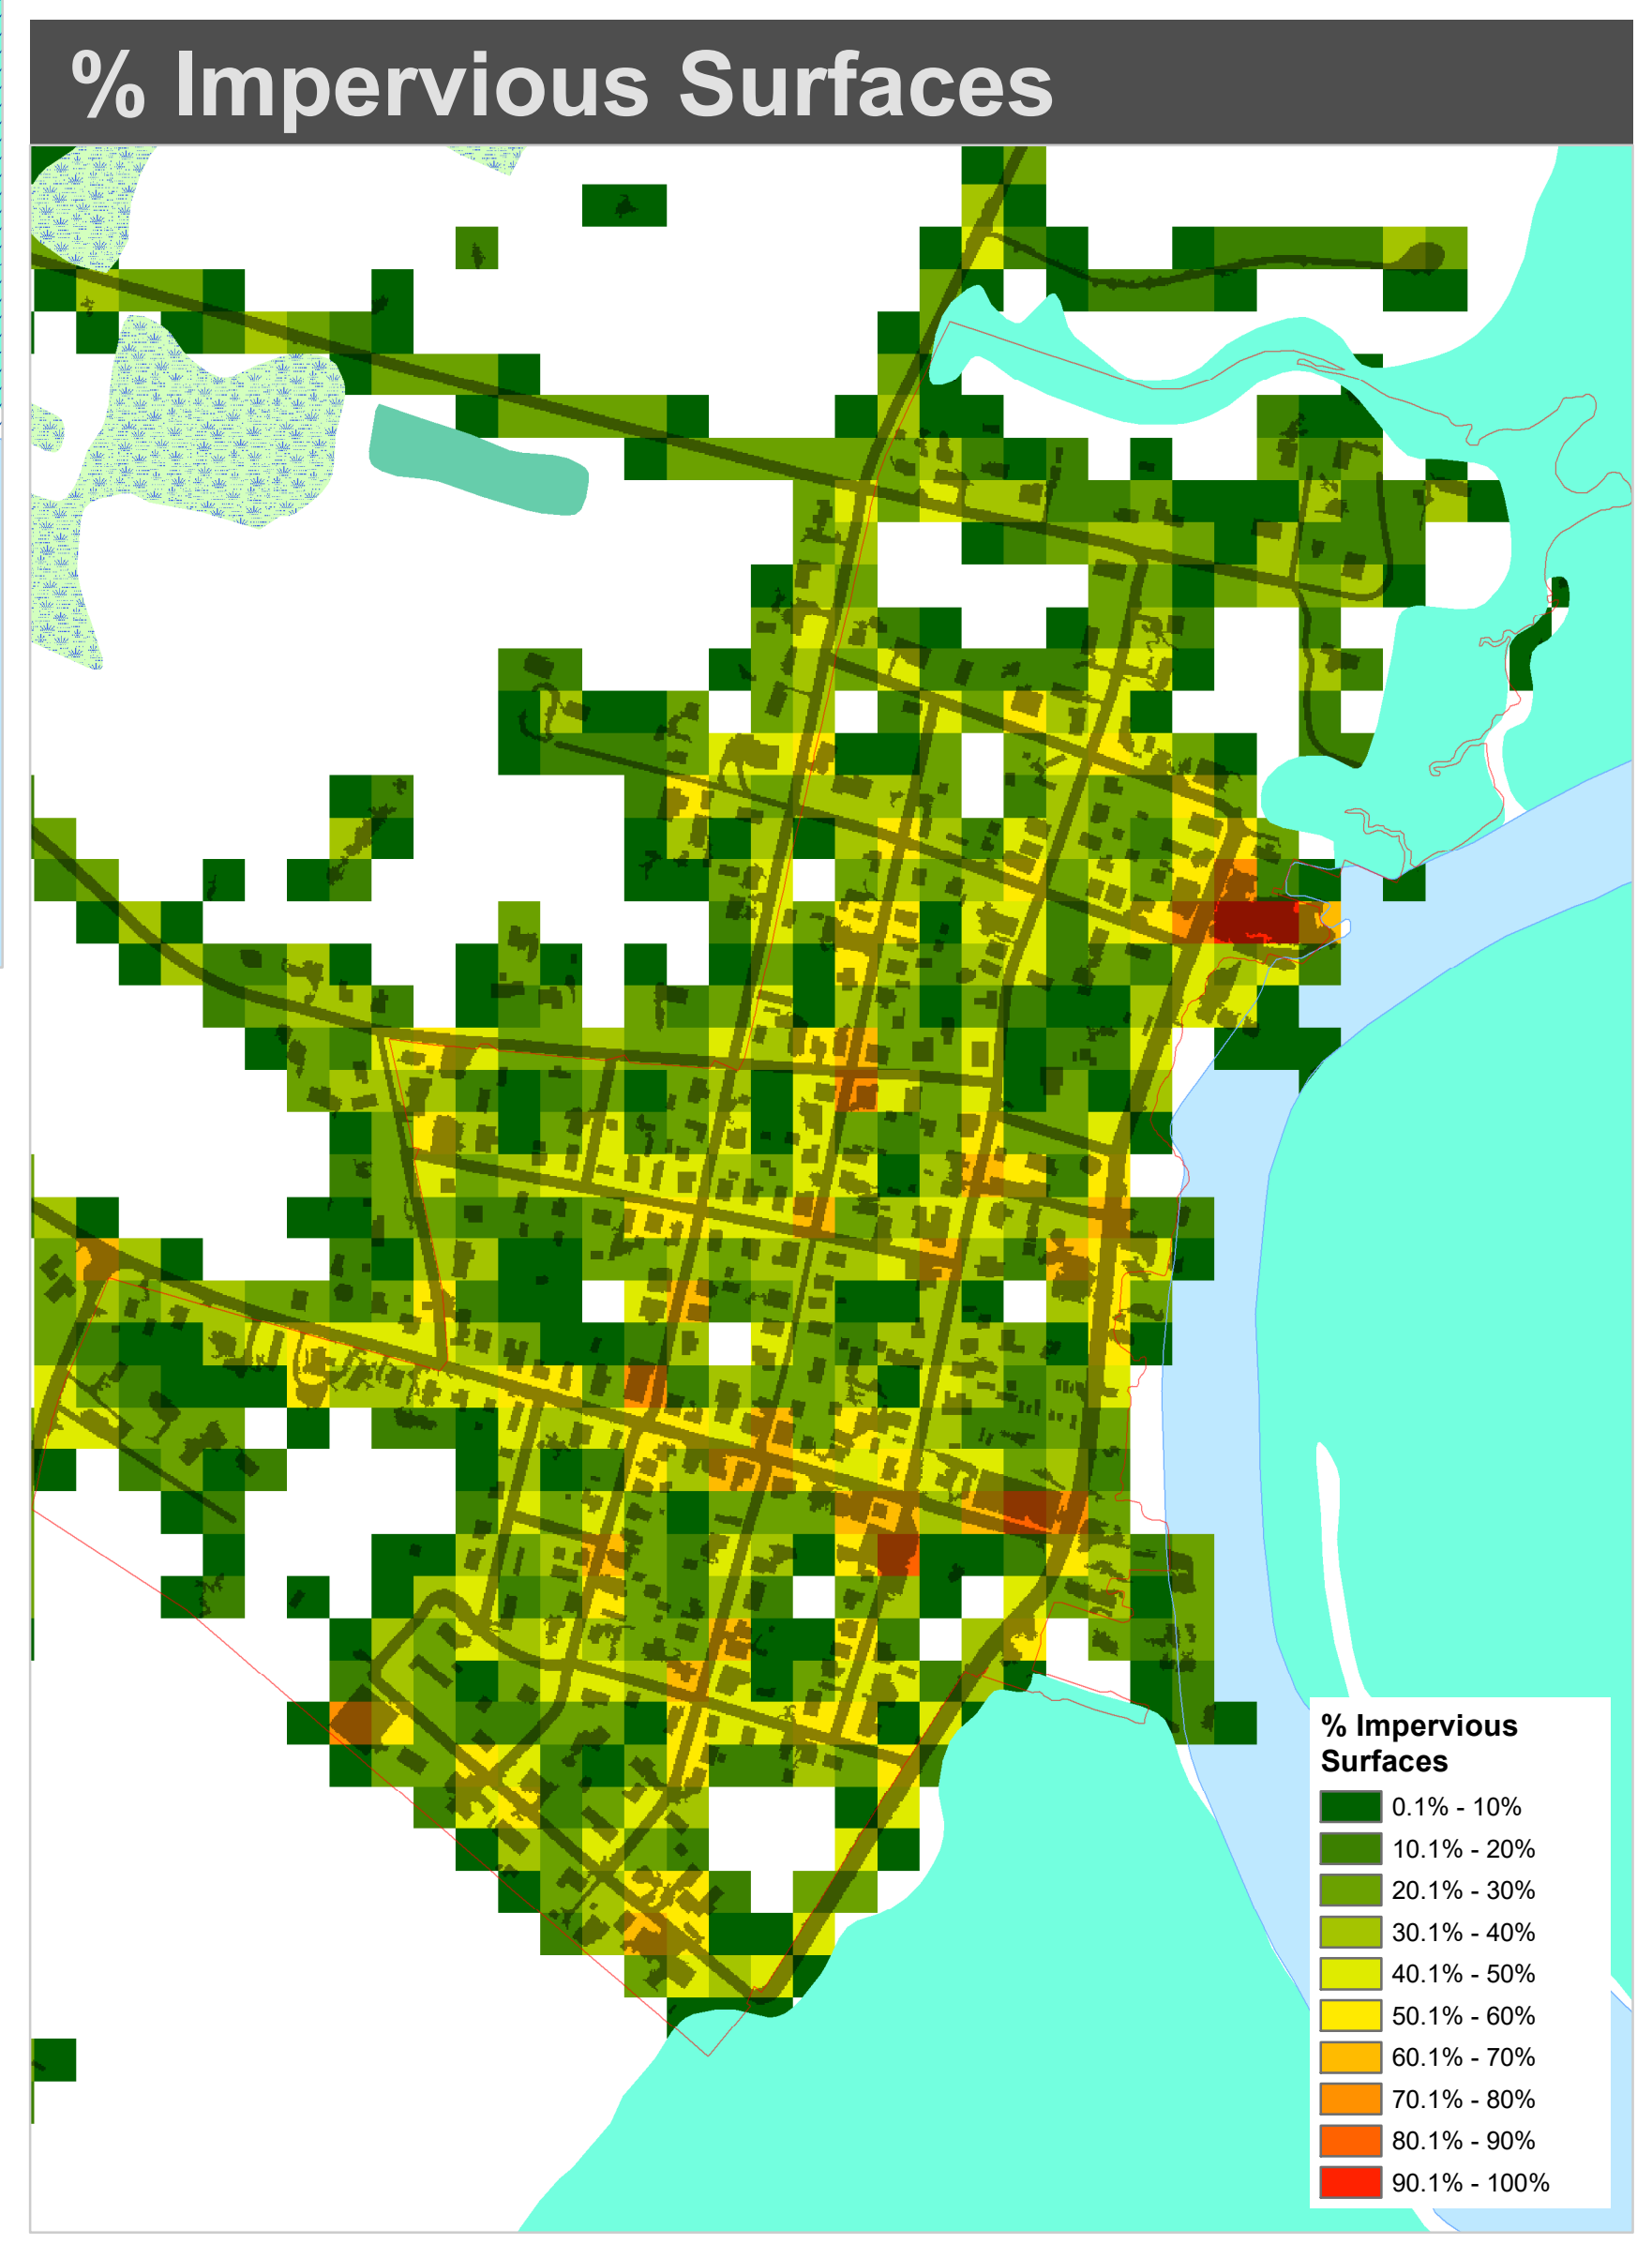 % Impervious Surfaces
% Impervious
Surfaces
0.1% - 10%
10.1% - 20%
20.1% - 30%
30.1% - 40%
40.1% - 50%
50.1% - 60%
60.1% - 70%
70.1% - 80%
80.1% - 90%
90.1% - 100%